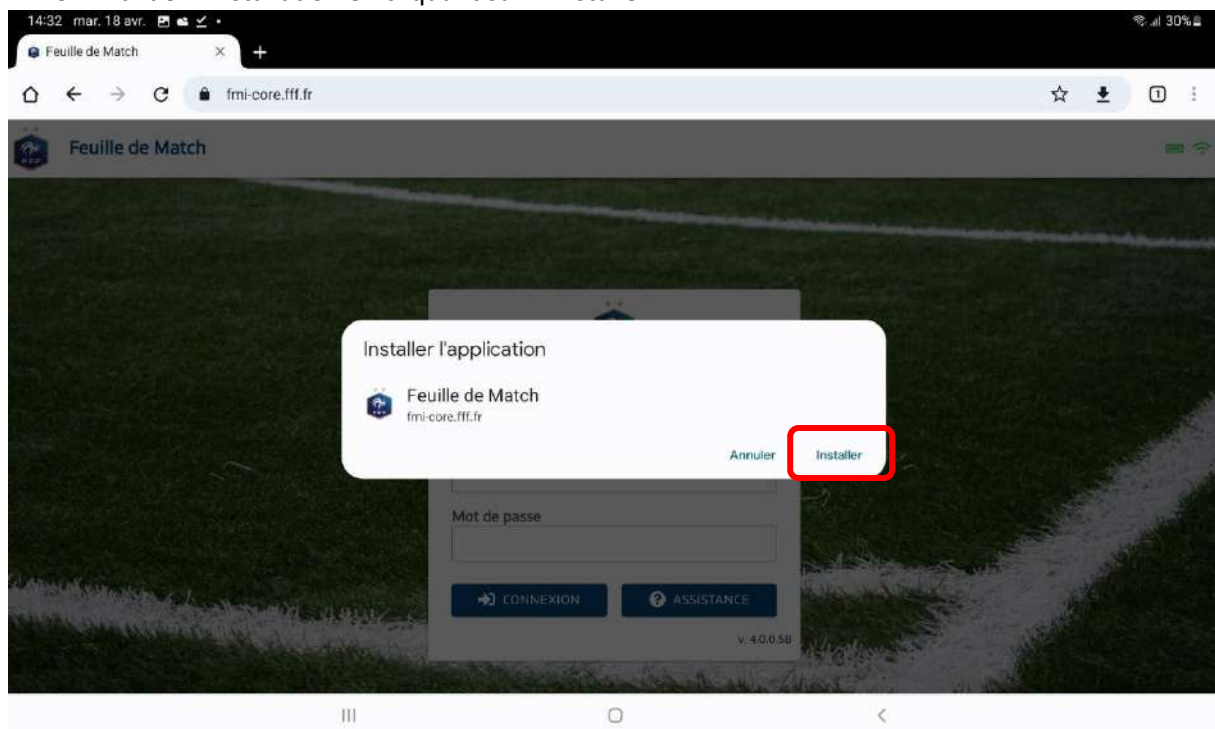 14:32 mar. 18 avr. 30%
Feuille de Match
fmi-core.fff.fr
1
Feuille de Match
Installer l'application
Feuille de Match
fmi-core.fff.fr
Annuler Installer
Mot de passe
CONNEXION ASSISTANCE
v. 4.0.0.58